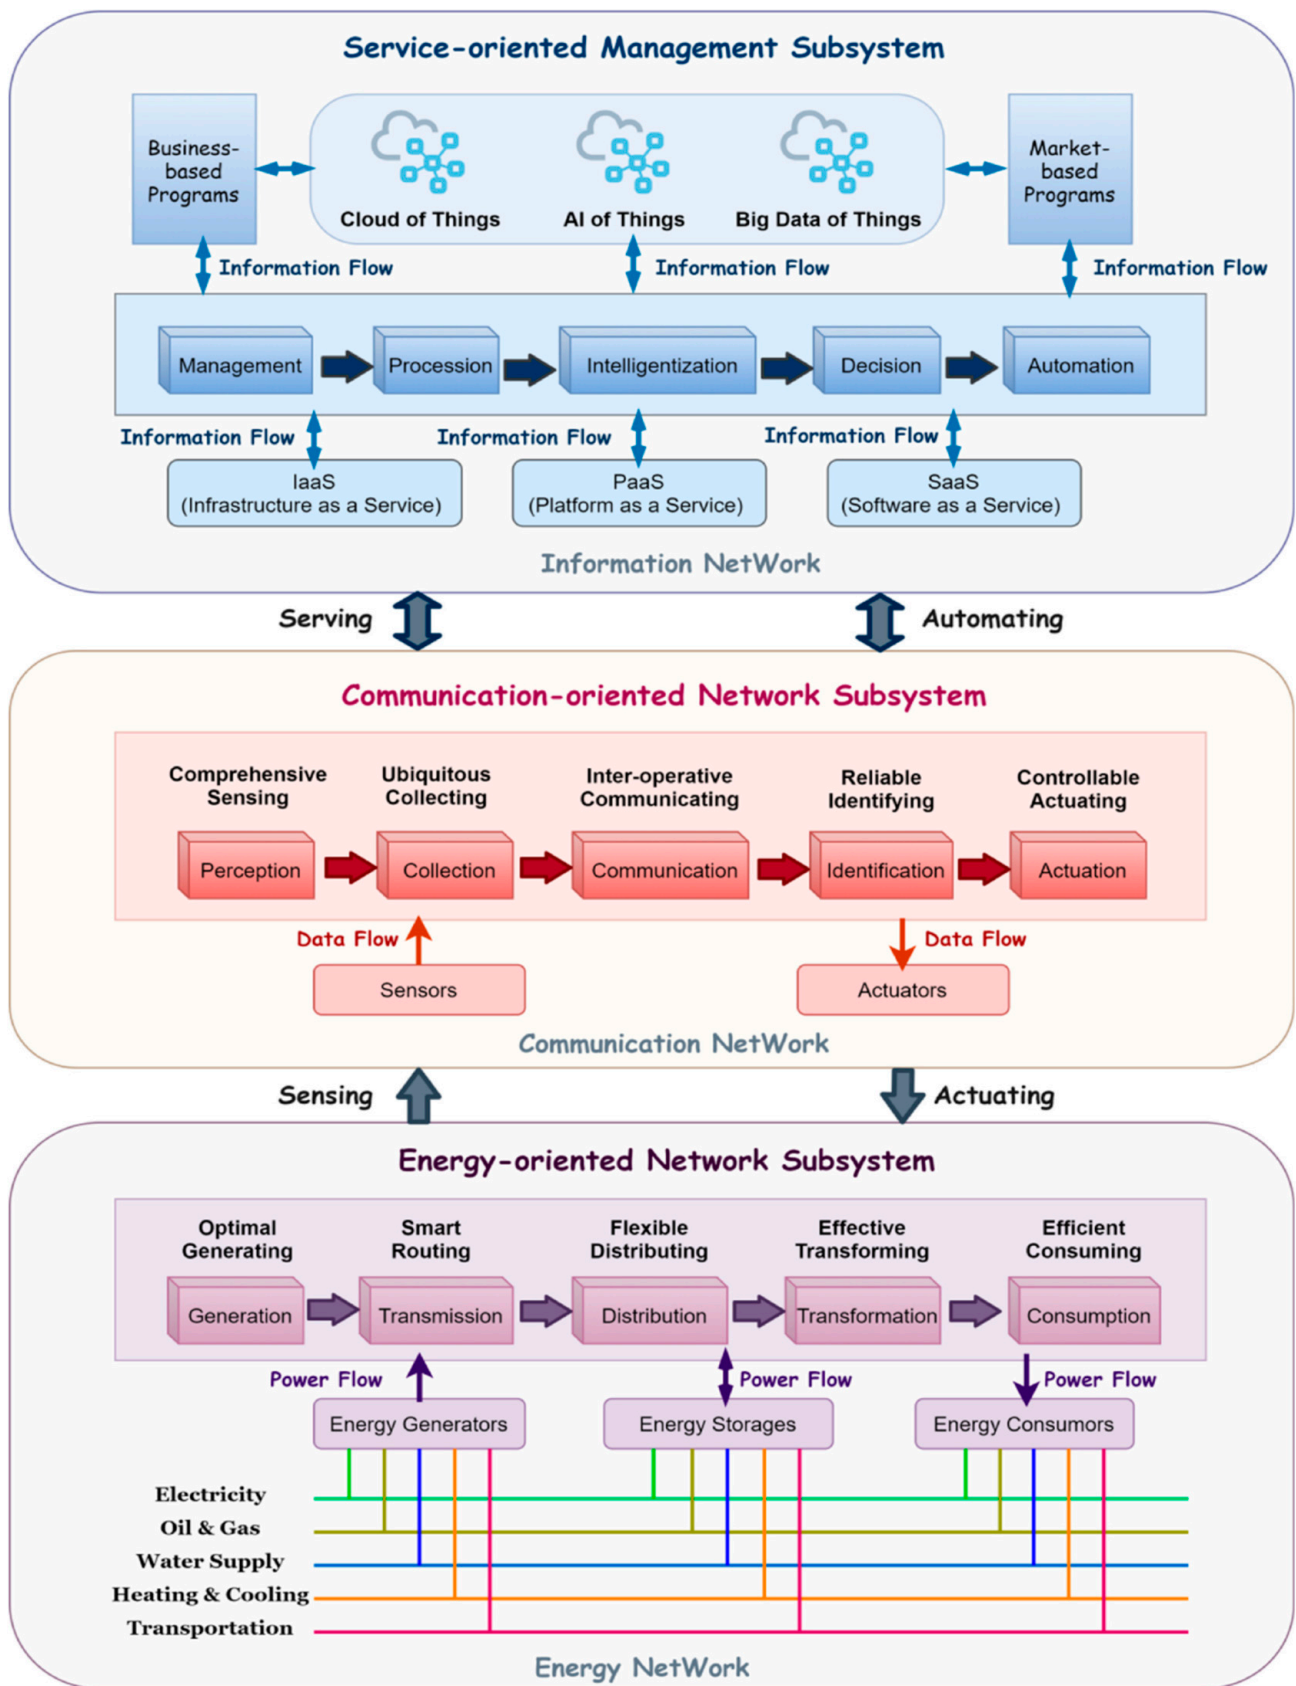 Service-oriented Management Subsystem
Business-
based
Programs
Cloud of Things
AI of Things
Big Data of Things
Market-
based
Programs
Information Flow
Information Flow
Information Flow
Management
Procession
Intelligentization
Decision
Automation
Information Flow
Information Flow
Information Flow
IaaS
(Infrastructure as a Service)
PaaS
(Platform as a Service)
SaaS
(Software as a Service)
Information NetWork
Serving
Automating
Communication-oriented Network Subsystem
Comprehensive
Sensing
Ubiquitous
Collecting
Inter-operative
Communicating
Reliable
Identifying
Controllable
Actuating
Perception
Collection
Communication
Identification
Actuation
Data Flow
Data Flow
Sensors
Actuators
Communication NetWork
Sensing
Actuating
Energy-oriented Network Subsystem
Optimal
Generating
Smart
Routing
Flexible
Distributing
Effective
Transforming
Efficient
Consuming
Generation
Transmission
Distribution
Transformation
Consumption
Power Flow
Power Flow
Power Flow
Energy Generators
Energy Storages
Energy Consumors
Electricity
Oil & Gas
Water Supply
Heating & Cooling
Transportation
Energy NetWork